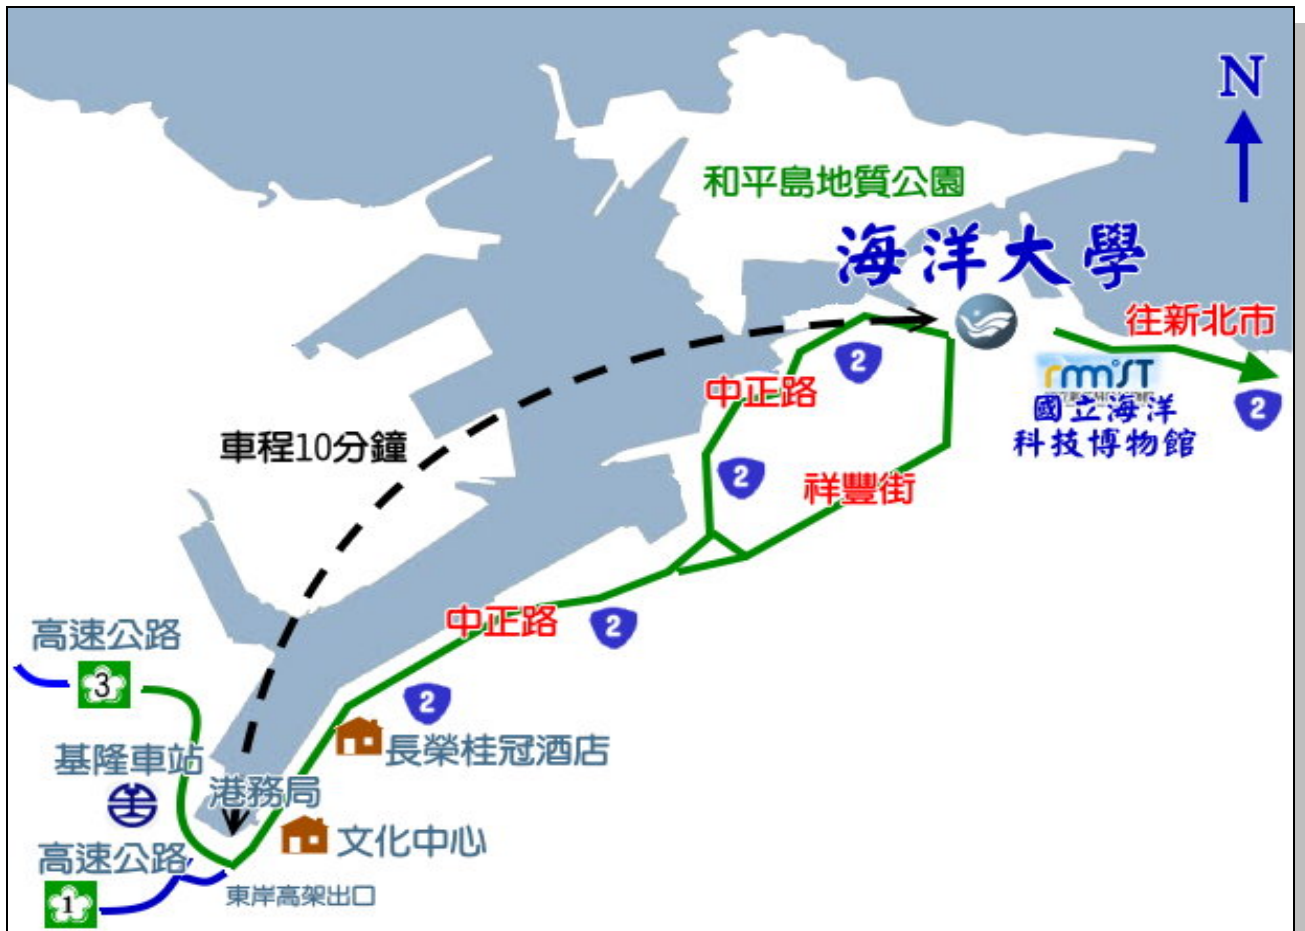 N
和平島地質公園
海洋大學
往新北市
2
rmmst
中正路
2
國立海洋
科技博物館
車程10分鐘
2
祥豐街
中正路
2
高速公路
3
2
長榮桂冠酒店
基隆車站
港務局
文化中心
高速公路
東岸高架出口
1